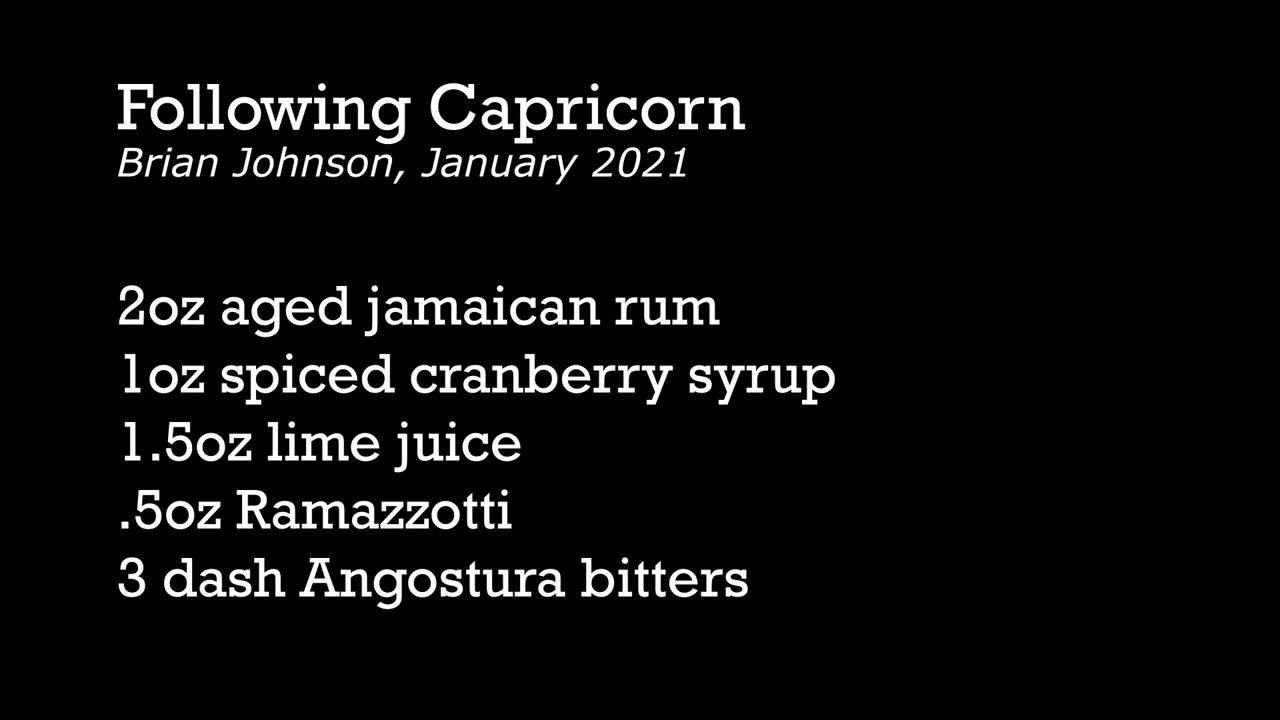 Following Capricorn
Brian Johnson, January 2021
2oz aged jamaican rum
1oz spiced cranberry syrup
1.5oz lime juice
.5oz Ramazzotti
3 dash Angostura bitters